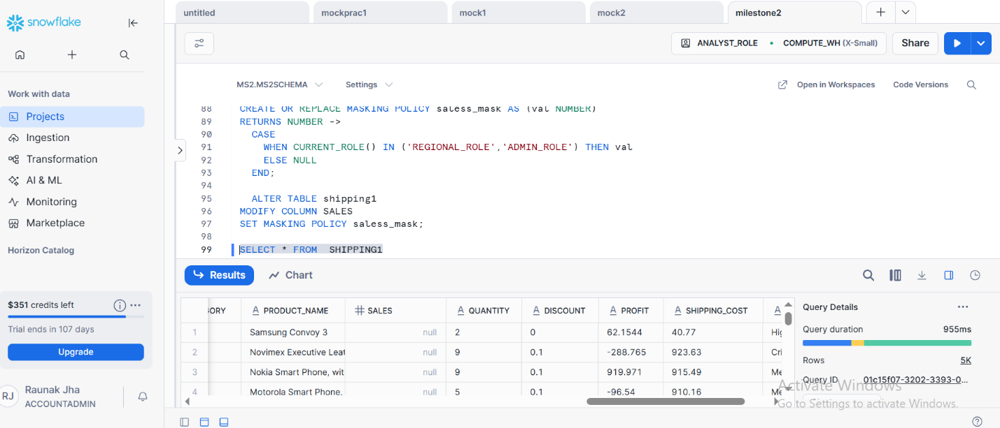 untitled
mockprac1
mock1
mock2
milestone2
snowflake
ANALYST_ROLE • COMPUTE_WH (X-Small)
Share
Work with data
Projects
Ingestion
Transformation
AI & ML
Monitoring
Marketplace
Horizon Catalog
$351 credits left
Trial ends in 107 days
Upgrade
RJ
Raunak Jha
ACCOUNTADMIN
MS2.MS2SCHEMA
Settings
Open in Workspaces
Code Versions
88 CREATE OR REPLACE MASKING POLICY saless_mask AS (val NUMBER)
89 RETURNS NUMBER ->
90 CASE
91 WHEN CURRENT_ROLE() IN ('REGIONAL_ROLE','ADMIN_ROLE') THEN val
92 ELSE NULL
93 END;
94
95 ALTER TABLE shipping1
96 MODIFY COLUMN SALES
97 SET MASKING POLICY saless_mask;
98
99 SELECT * FROM SHIPPING1
Results
Chart
GORY A PRODUCT_NAME # SALES A QUANTITY A DISCOUNT A PROFIT A SHIPPING_COST A
1 Samsung Convoy 3 null 2 0 62.1544 40.77 Hig
2 Novimex Executive Leat null 9 0.1 -288.765 923.63 Cri
3 Nokia Smart Phone, wit null 9 0.1 919.971 915.49 Me
4 Motorola Smart Phone, null 5 0.1 -96.54 910.16 Me
Query Details
Query duration 955ms
Rows 5K
Query ID 01c15f07-3202-3393-0...
Activate Windows
Go to Settings to activate Windows.